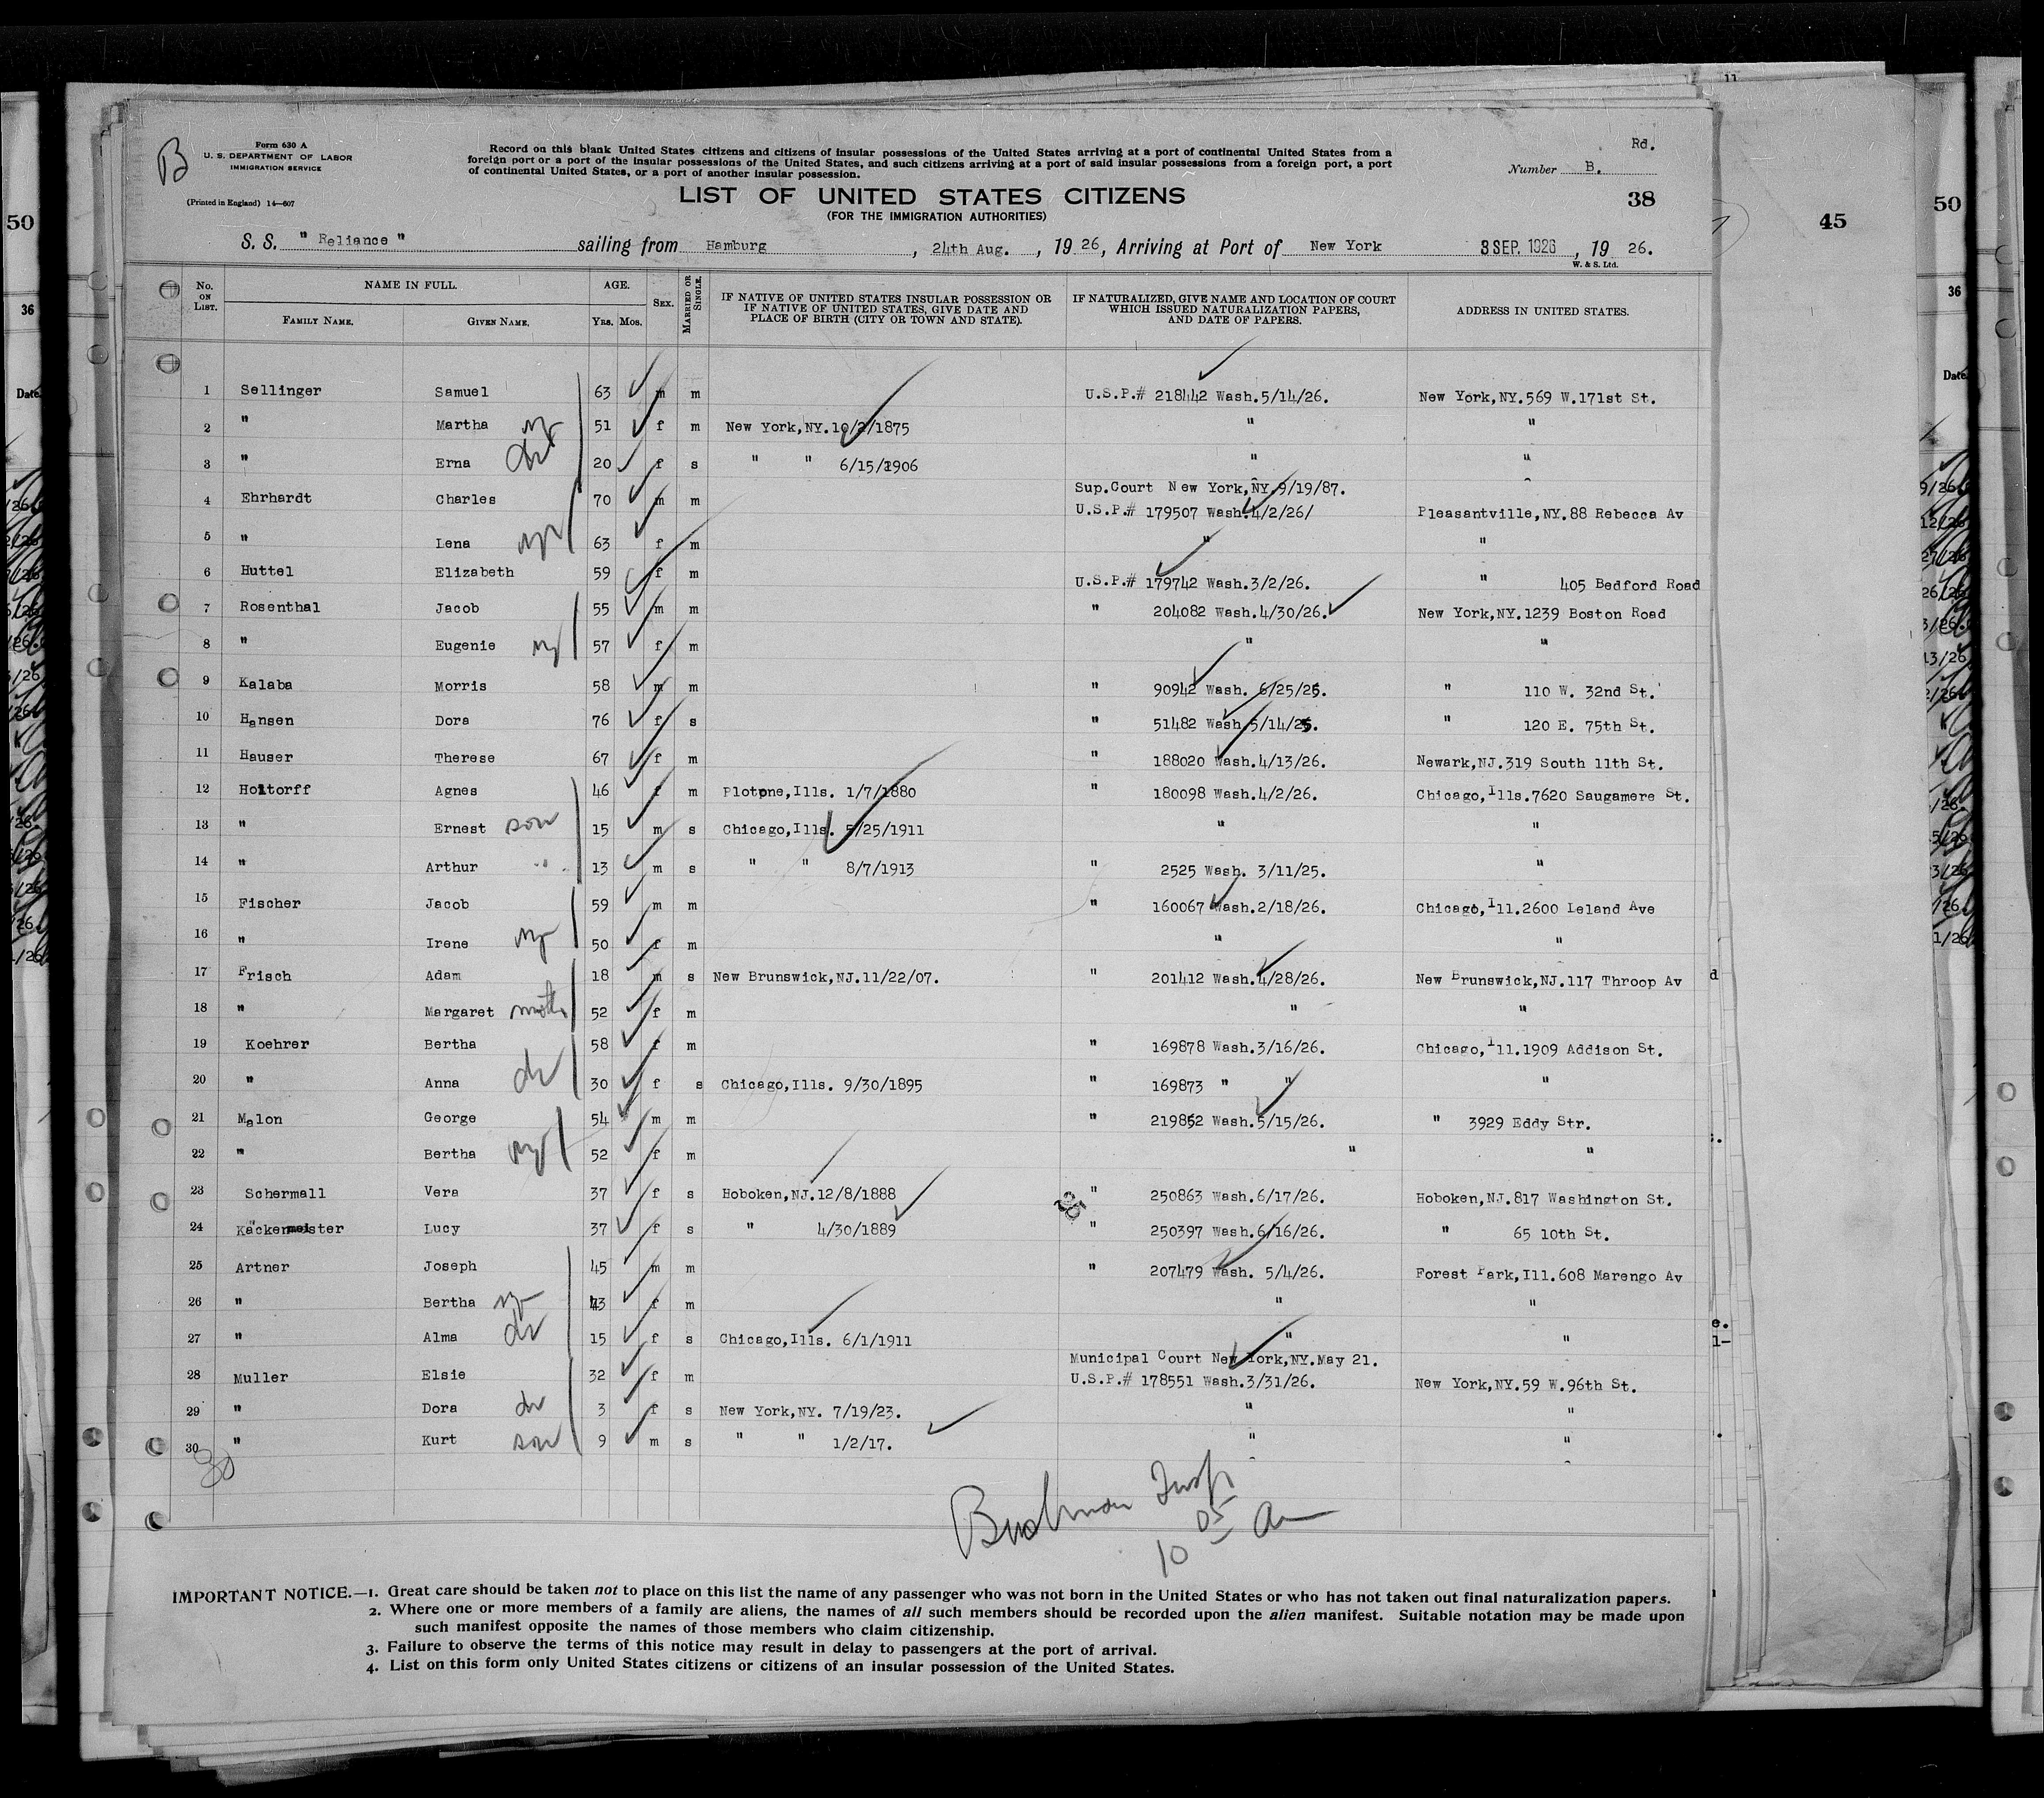 B
Form 630 A
U. S. DEPARTMENT OF LABOR
IMMIGRATION SERVICE
(Printed in England) 14—607
Record on this blank United States citizens and citizens of insular possessions of the United States arriving at a port of continental United States from a
foreign port or a port of the insular possessions of the United States, and such citizens arriving at a port of said insular possessions from a foreign port, a port
of continental United States, or a port of another insular possession.
Rd.
Number B.
LIST OF UNITED STATES CITIZENS
(FOR THE IMMIGRATION AUTHORITIES)
38
S. S. " Reliance " sailing from Hamburg, 24th Aug., 19 26, Arriving at Port of New York 3 SEP. 1926, 19 26.
W. & S. Ltd.
No. ON LIST. NAME IN FULL. AGE. SEX. MARRIED OR SINGLE. IF NATIVE OF UNITED STATES INSULAR POSSESSION OR IF NATIVE OF UNITED STATES, GIVE DATE AND PLACE OF BIRTH (CITY OR TOWN AND STATE). IF NATURALIZED, GIVE NAME AND LOCATION OF COURT WHICH ISSUED NATURALIZATION PAPERS, AND DATE OF PAPERS. ADDRESS IN UNITED STATES.
FAMILY NAME. GIVEN NAME. YRS. MOS.
1 Sellinger Samuel 63 m m U.S.P.# 218442 Wash.5/14/26. New York,NY.569 W.171st St.
2 " Martha 51 f m New York,NY.10/2/1875 " "
3 " Erna 20 f s " " 6/15/1906 " "
Sup.Court New York,NY.9/19/87.
4 Ehrhardt Charles 70 m m U.S.P.# 179507 Wash.4/2/26/ Pleasantville,NY.88 Rebecca Av
5 " Lena 63 f m " "
6 Huttel Elizabeth 59 f m U.S.P.# 179742 Wash.3/2/26. " 405 Bedford Road
7 Rosenthal Jacob 55 m m " 204082 Wash.4/30/26. New York,NY.1239 Boston Road
8 " Eugenie 57 f m " "
9 Kalaba Morris 58 m m " 90942 Wash. 6/25/25. " 110 W. 32nd St.
10 Hansen Dora 76 f s " 51482 Wash.5/14/25. " 120 E. 75th St.
11 Hauser Therese 67 f m " 188020 Wash.4/13/26. Newark,NJ.319 South 11th St.
12 Holtorff Agnes 46 f m Plotone,Ills. 1/7/1880 " 180098 Wash.4/2/26. Chicago,Ills.7620 Saugamere St.
13 " Ernest son 15 m s Chicago,Ills. 5/25/1911 " "
14 " Arthur " 13 m s " " 8/7/1913 " 2525 Wash. 3/11/25. "
15 Fischer Jacob 59 m m " 160067 Wash.2/18/26. Chicago,Ill.2600 Leland Ave
16 " Irene 50 f m " "
17 Frisch Adam 18 m s New Brunswick,NJ.11/22/07. " 201412 Wash.4/28/26. New Brunswick,NJ.117 Throop Av
18 " Margaret moth 52 f m " "
19 Koehrer Bertha 58 f m " 169878 Wash.3/16/26. Chicago,Ill.1909 Addison St.
20 " Anna 30 f s Chicago,Ills. 9/30/1895 " 169873 " " "
21 Malon George 54 m m " 219852 Wash.5/15/26. " 3929 Eddy Str.
22 " Bertha 52 f m " "
23 Schermall Vera 37 f s Hoboken,NJ.12/8/1888 " 250863 Wash.6/17/26. Hoboken,NJ.817 Washington St.
24 Käckenmeister Lucy 37 f s " 4/30/1889 " 250397 Wash.6/16/26. " 65 10th St.
25 Artner Joseph 45 m m " 207479 Wash. 5/4/26. Forest Park,Ill.608 Marengo Av
26 " Bertha 43 f m " "
27 " Alma 15 f s Chicago,Ills. 6/1/1911 " "
Municipal Court New York,NY.May 21.
28 Muller Elsie 32 f m U.S.P.# 178551 Wash.3/31/26. New York,NY.59 W.96th St.
29 " Dora 3 f s New York,NY. 7/19/23. " "
30 " Kurt son 9 m s " " 1/2/17. " "
30
Insp
10 05 Am
IMPORTANT NOTICE.—1. Great care should be taken not to place on this list the name of any passenger who was not born in the United States or who has not taken out final naturalization papers.
2. Where one or more members of a family are aliens, the names of all such members should be recorded upon the alien manifest. Suitable notation may be made upon
such manifest opposite the names of those members who claim citizenship.
3. Failure to observe the terms of this notice may result in delay to passengers at the port of arrival.
4. List on this form only United States citizens or citizens of an insular possession of the United States.
50
36
Date
45
50
36
Date